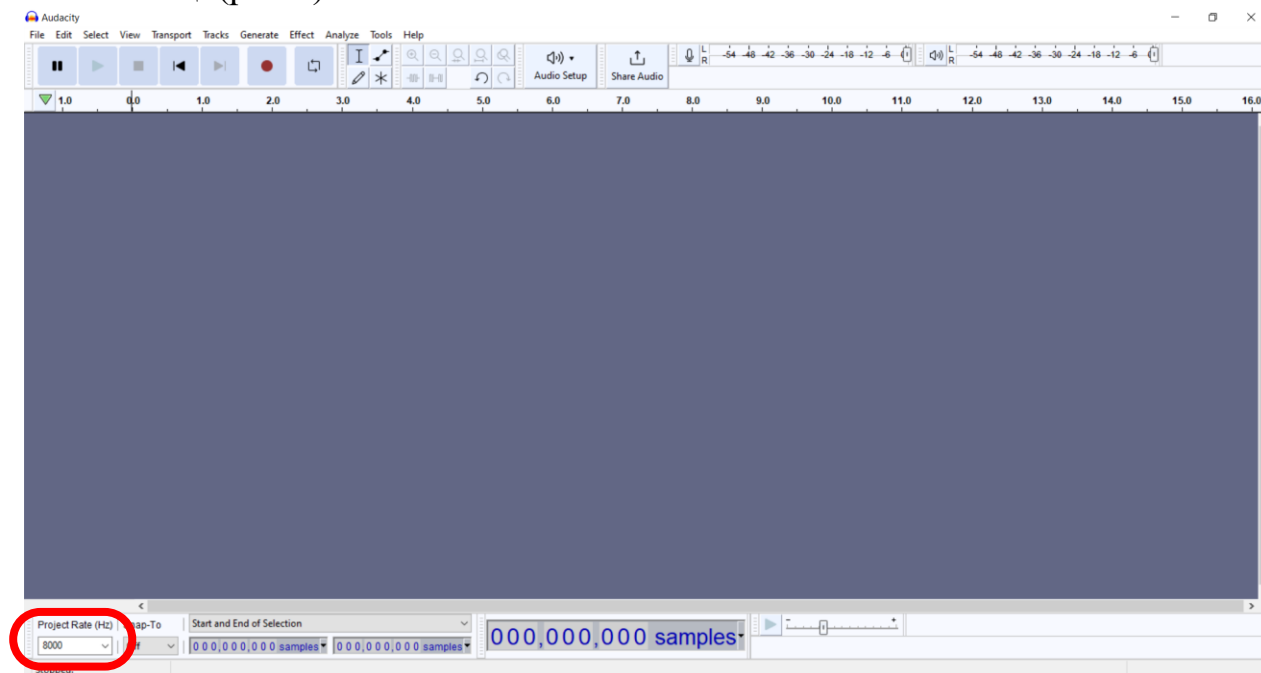 Audacity
File Edit Select View Transport Tracks Generate Effect Analyze Tools Help
Audio Setup
Share Audio
L -54 -48 -42 -36 -30 -24 -18 -12 -6
R
L -54 -48 -42 -36 -30 -24 -18 -12 -6
R
1.0 0.0 1.0 2.0 3.0 4.0 5.0 6.0 7.0 8.0 9.0 10.0 11.0 12.0 13.0 14.0 15.0 16.0
Project Rate (Hz) Snap-To Start and End of Selection
8000 000,000,000 samples 000,000,000 samples
000,000,000 samples
Stopped.